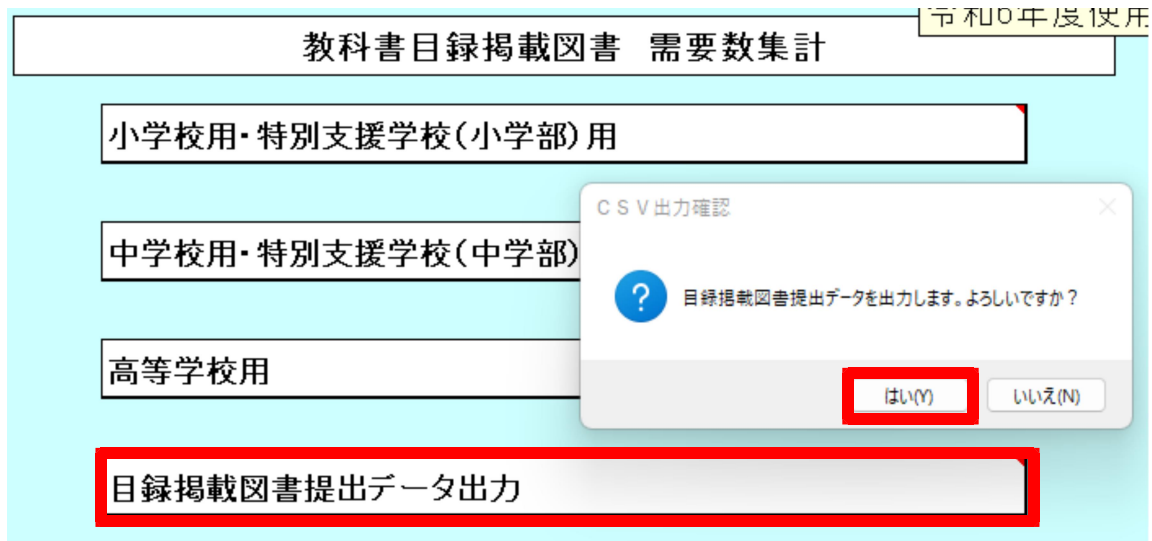 令和6年度使用
教科書目録掲載図書 需要数集計
小学校用・特別支援学校(小学部)用
CSV出力確認
中学校用・特別支援学校(中学部)
目録掲載図書提出データを出力します。よろしいですか？
高等学校用
はい(Y)
いいえ(N)
目録掲載図書提出データ出力